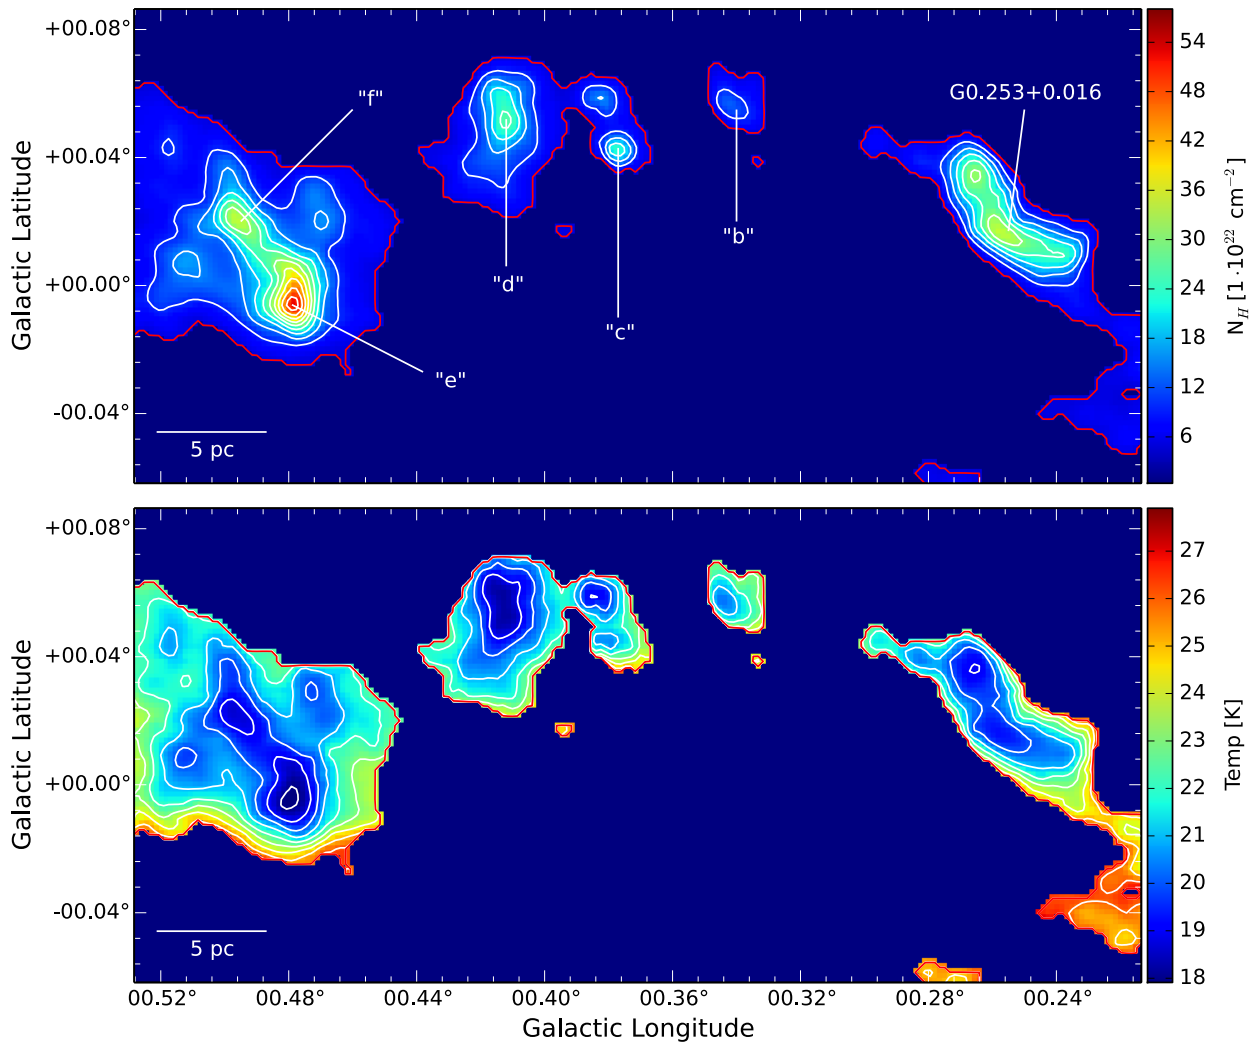 +00.08°
+00.04°
+00.00°
-00.04°
Galactic Latitude
"f"
"d"
"c"
"b"
"e"
G0.253+0.016
5 pc
54
48
42
36
30
24
18
12
6
N_H [1·10^22 cm^−2]
+00.08°
+00.04°
+00.00°
-00.04°
Galactic Latitude
5 pc
27
26
25
24
23
22
21
20
19
18
Temp [K]
00.52° 00.48° 00.44° 00.40° 00.36° 00.32° 00.28° 00.24°
Galactic Longitude